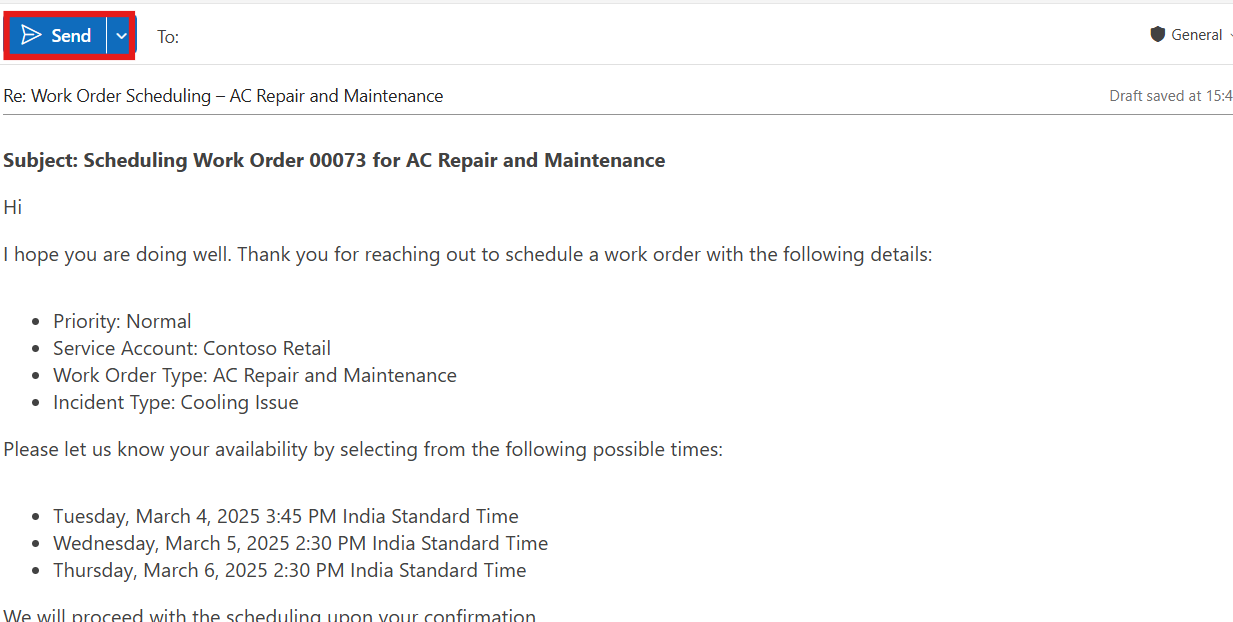 Send To: General
Re: Work Order Scheduling – AC Repair and Maintenance Draft saved at 15:4
Subject: Scheduling Work Order 00073 for AC Repair and Maintenance
Hi
I hope you are doing well. Thank you for reaching out to schedule a work order with the following details:
• Priority: Normal
• Service Account: Contoso Retail
• Work Order Type: AC Repair and Maintenance
• Incident Type: Cooling Issue
Please let us know your availability by selecting from the following possible times:
• Tuesday, March 4, 2025 3:45 PM India Standard Time
• Wednesday, March 5, 2025 2:30 PM India Standard Time
• Thursday, March 6, 2025 2:30 PM India Standard Time
We will proceed with the scheduling upon your confirmation